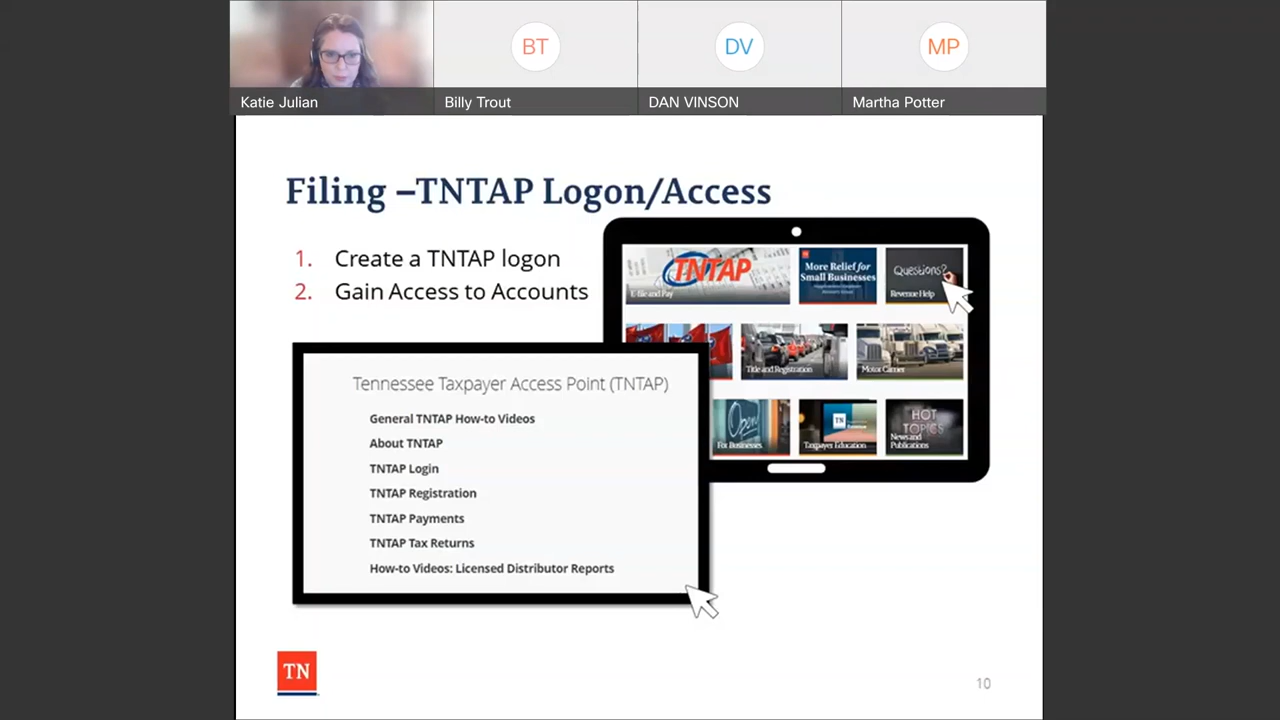 BT
DV
MP
Katie Julian
Billy Trout
DAN VINSON
Martha Potter
Filing –TNTAP Logon/Access
1. Create a TNTAP logon
2. Gain Access to Accounts
TNTAP
E-file and Pay
More Relief for
Small Businesses
Questions?
Revenue Help
Title and Registration
Motor Carrier
Open
For Businesses
TN
Taxpayer Education
HOT
TOPICS
News and
Publications
Tennessee Taxpayer Access Point (TNTAP)
General TNTAP How-to Videos
About TNTAP
TNTAP Login
TNTAP Registration
TNTAP Payments
TNTAP Tax Returns
How-to Videos: Licensed Distributor Reports
TN
10